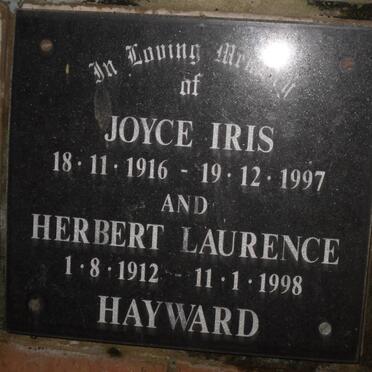 In Loving Memory
of
JOYCE IRIS
18·11·1916 - 19·12·1997
AND
HERBERT LAURENCE
1·8·1912 - 11·1·1998
HAYWARD